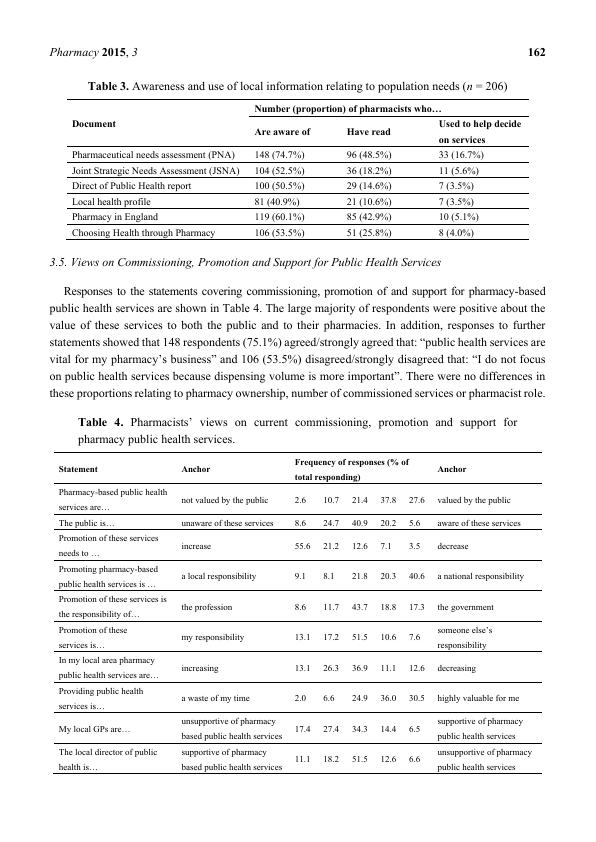 Pharmacy 2015, 3 162
Table 3. Awareness and use of local information relating to population needs (n = 206)
Number (proportion) of pharmacists who…
Document Are aware of Have read Used to help decide
on services
Pharmaceutical needs assessment (PNA) 148 (74.7%) 96 (48.5%) 33 (16.7%)
Joint Strategic Needs Assessment (JSNA) 104 (52.5%) 36 (18.2%) 11 (5.6%)
Direct of Public Health report 100 (50.5%) 29 (14.6%) 7 (3.5%)
Local health profile 81 (40.9%) 21 (10.6%) 7 (3.5%)
Pharmacy in England 119 (60.1%) 85 (42.9%) 10 (5.1%)
Choosing Health through Pharmacy 106 (53.5%) 51 (25.8%) 8 (4.0%)
3.5. Views on Commissioning, Promotion and Support for Public Health Services
Responses to the statements covering commissioning, promotion of and support for pharmacy-based
public health services are shown in Table 4. The large majority of respondents were positive about the
value of these services to both the public and to their pharmacies. In addition, responses to further
statements showed that 148 respondents (75.1%) agreed/strongly agreed that: “public health services are
vital for my pharmacy’s business” and 106 (53.5%) disagreed/strongly disagreed that: “I do not focus
on public health services because dispensing volume is more important”. There were no differences in
these proportions relating to pharmacy ownership, number of commissioned services or pharmacist role.
Table 4. Pharmacists’ views on current commissioning, promotion and support for
pharmacy public health services.
Statement Anchor Frequency of responses (% of
total responding) Anchor
Pharmacy-based public health
services are… not valued by the public 2.6 10.7 21.4 37.8 27.6 valued by the public
The public is… unaware of these services 8.6 24.7 40.9 20.2 5.6 aware of these services
Promotion of these services
needs to … increase 55.6 21.2 12.6 7.1 3.5 decrease
Promoting pharmacy-based
public health services is … a local responsibility 9.1 8.1 21.8 20.3 40.6 a national responsibility
Promotion of these services is
the responsibility of… the profession 8.6 11.7 43.7 18.8 17.3 the government
Promotion of these
services is… my responsibility 13.1 17.2 51.5 10.6 7.6 someone else’s
responsibility
In my local area pharmacy
public health services are… increasing 13.1 26.3 36.9 11.1 12.6 decreasing
Providing public health
services is… a waste of my time 2.0 6.6 24.9 36.0 30.5 highly valuable for me
My local GPs are… unsupportive of pharmacy
based public health services 17.4 27.4 34.3 14.4 6.5 supportive of pharmacy
public health services
The local director of public
health is… supportive of pharmacy
based public health services 11.1 18.2 51.5 12.6 6.6 unsupportive of pharmacy
public health services